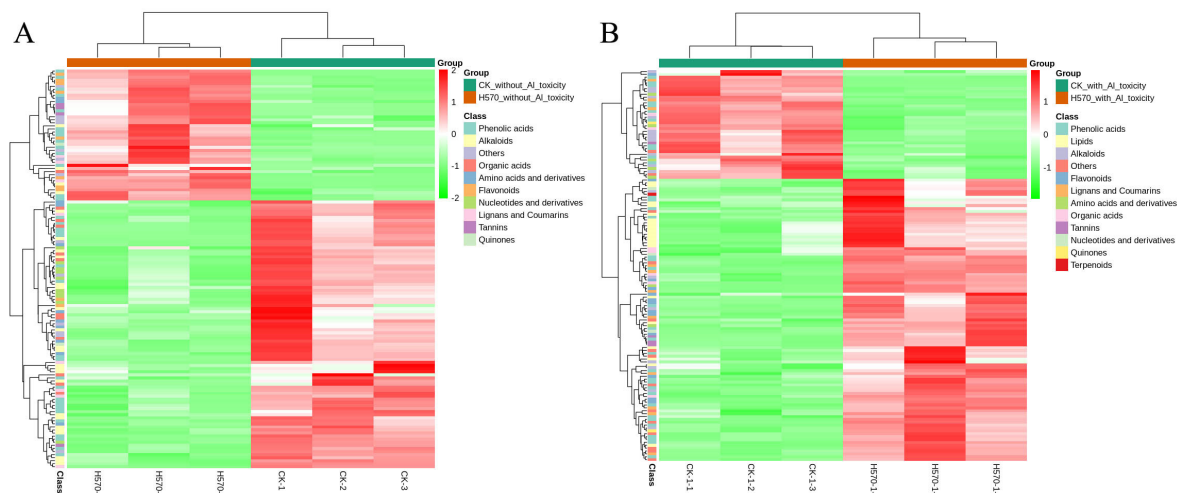 A
Group
2
1
0
-1
-2
Group
CK_without_Al_toxicity
H570_without_Al_toxicity
Class
Phenolic acids
Alkaloids
Others
Organic acids
Amino acids and derivatives
Flavonoids
Nucleotides and derivatives
Lignans and Coumarins
Tannins
Quinones
Class
H570-
H570-
H570-
CK-1
CK-2
CK-3
B
Group
1
0
-1
Group
CK_with_Al_toxicity
H570_with_Al_toxicity
Class
Phenolic acids
Lipids
Alkaloids
Others
Flavonoids
Lignans and Coumarins
Amino acids and derivatives
Organic acids
Tannins
Nucleotides and derivatives
Quinones
Terpenoids
Class
CK-1-1
CK-1-2
CK-1-3
H570-1-
H570-1-
H570-1-